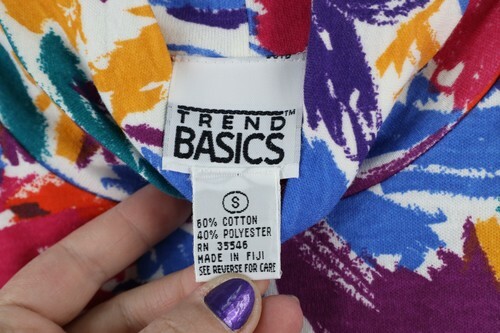 TREND™
BASICS
S
60% COTTON
40% POLYESTER
RN 35546
MADE IN FIJI
SEE REVERSE FOR CARE